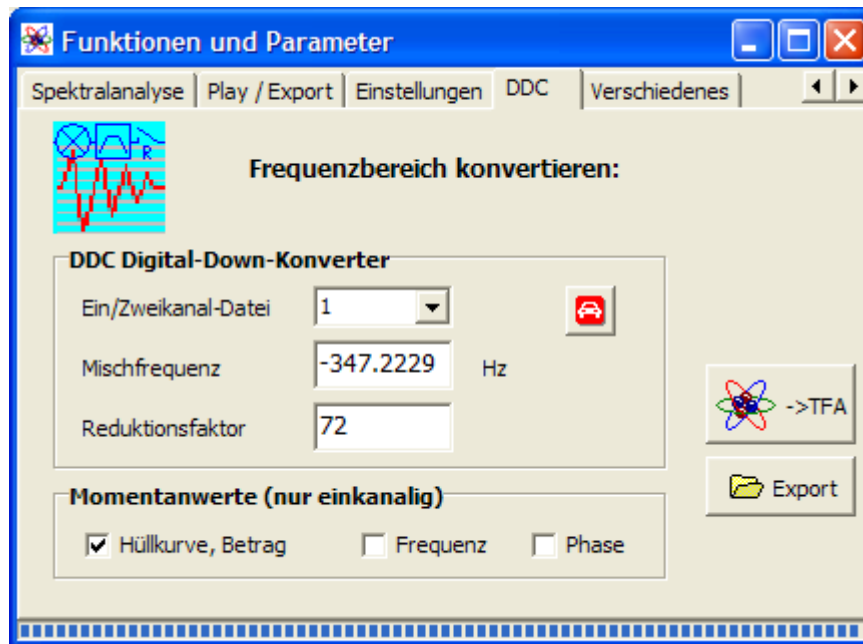 Funktionen und Parameter
Spektralanalyse Play / Export Einstellungen DDC Verschiedenes
R
Frequenzbereich konvertieren:
DDC Digital-Down-Konverter
Ein/Zweikanal-Datei 1
Mischfrequenz -347.2229 Hz
Reduktionsfaktor 72
->TFA
Export
Momentanwerte (nur einkanalig)
Hüllkurve, Betrag Frequenz Phase